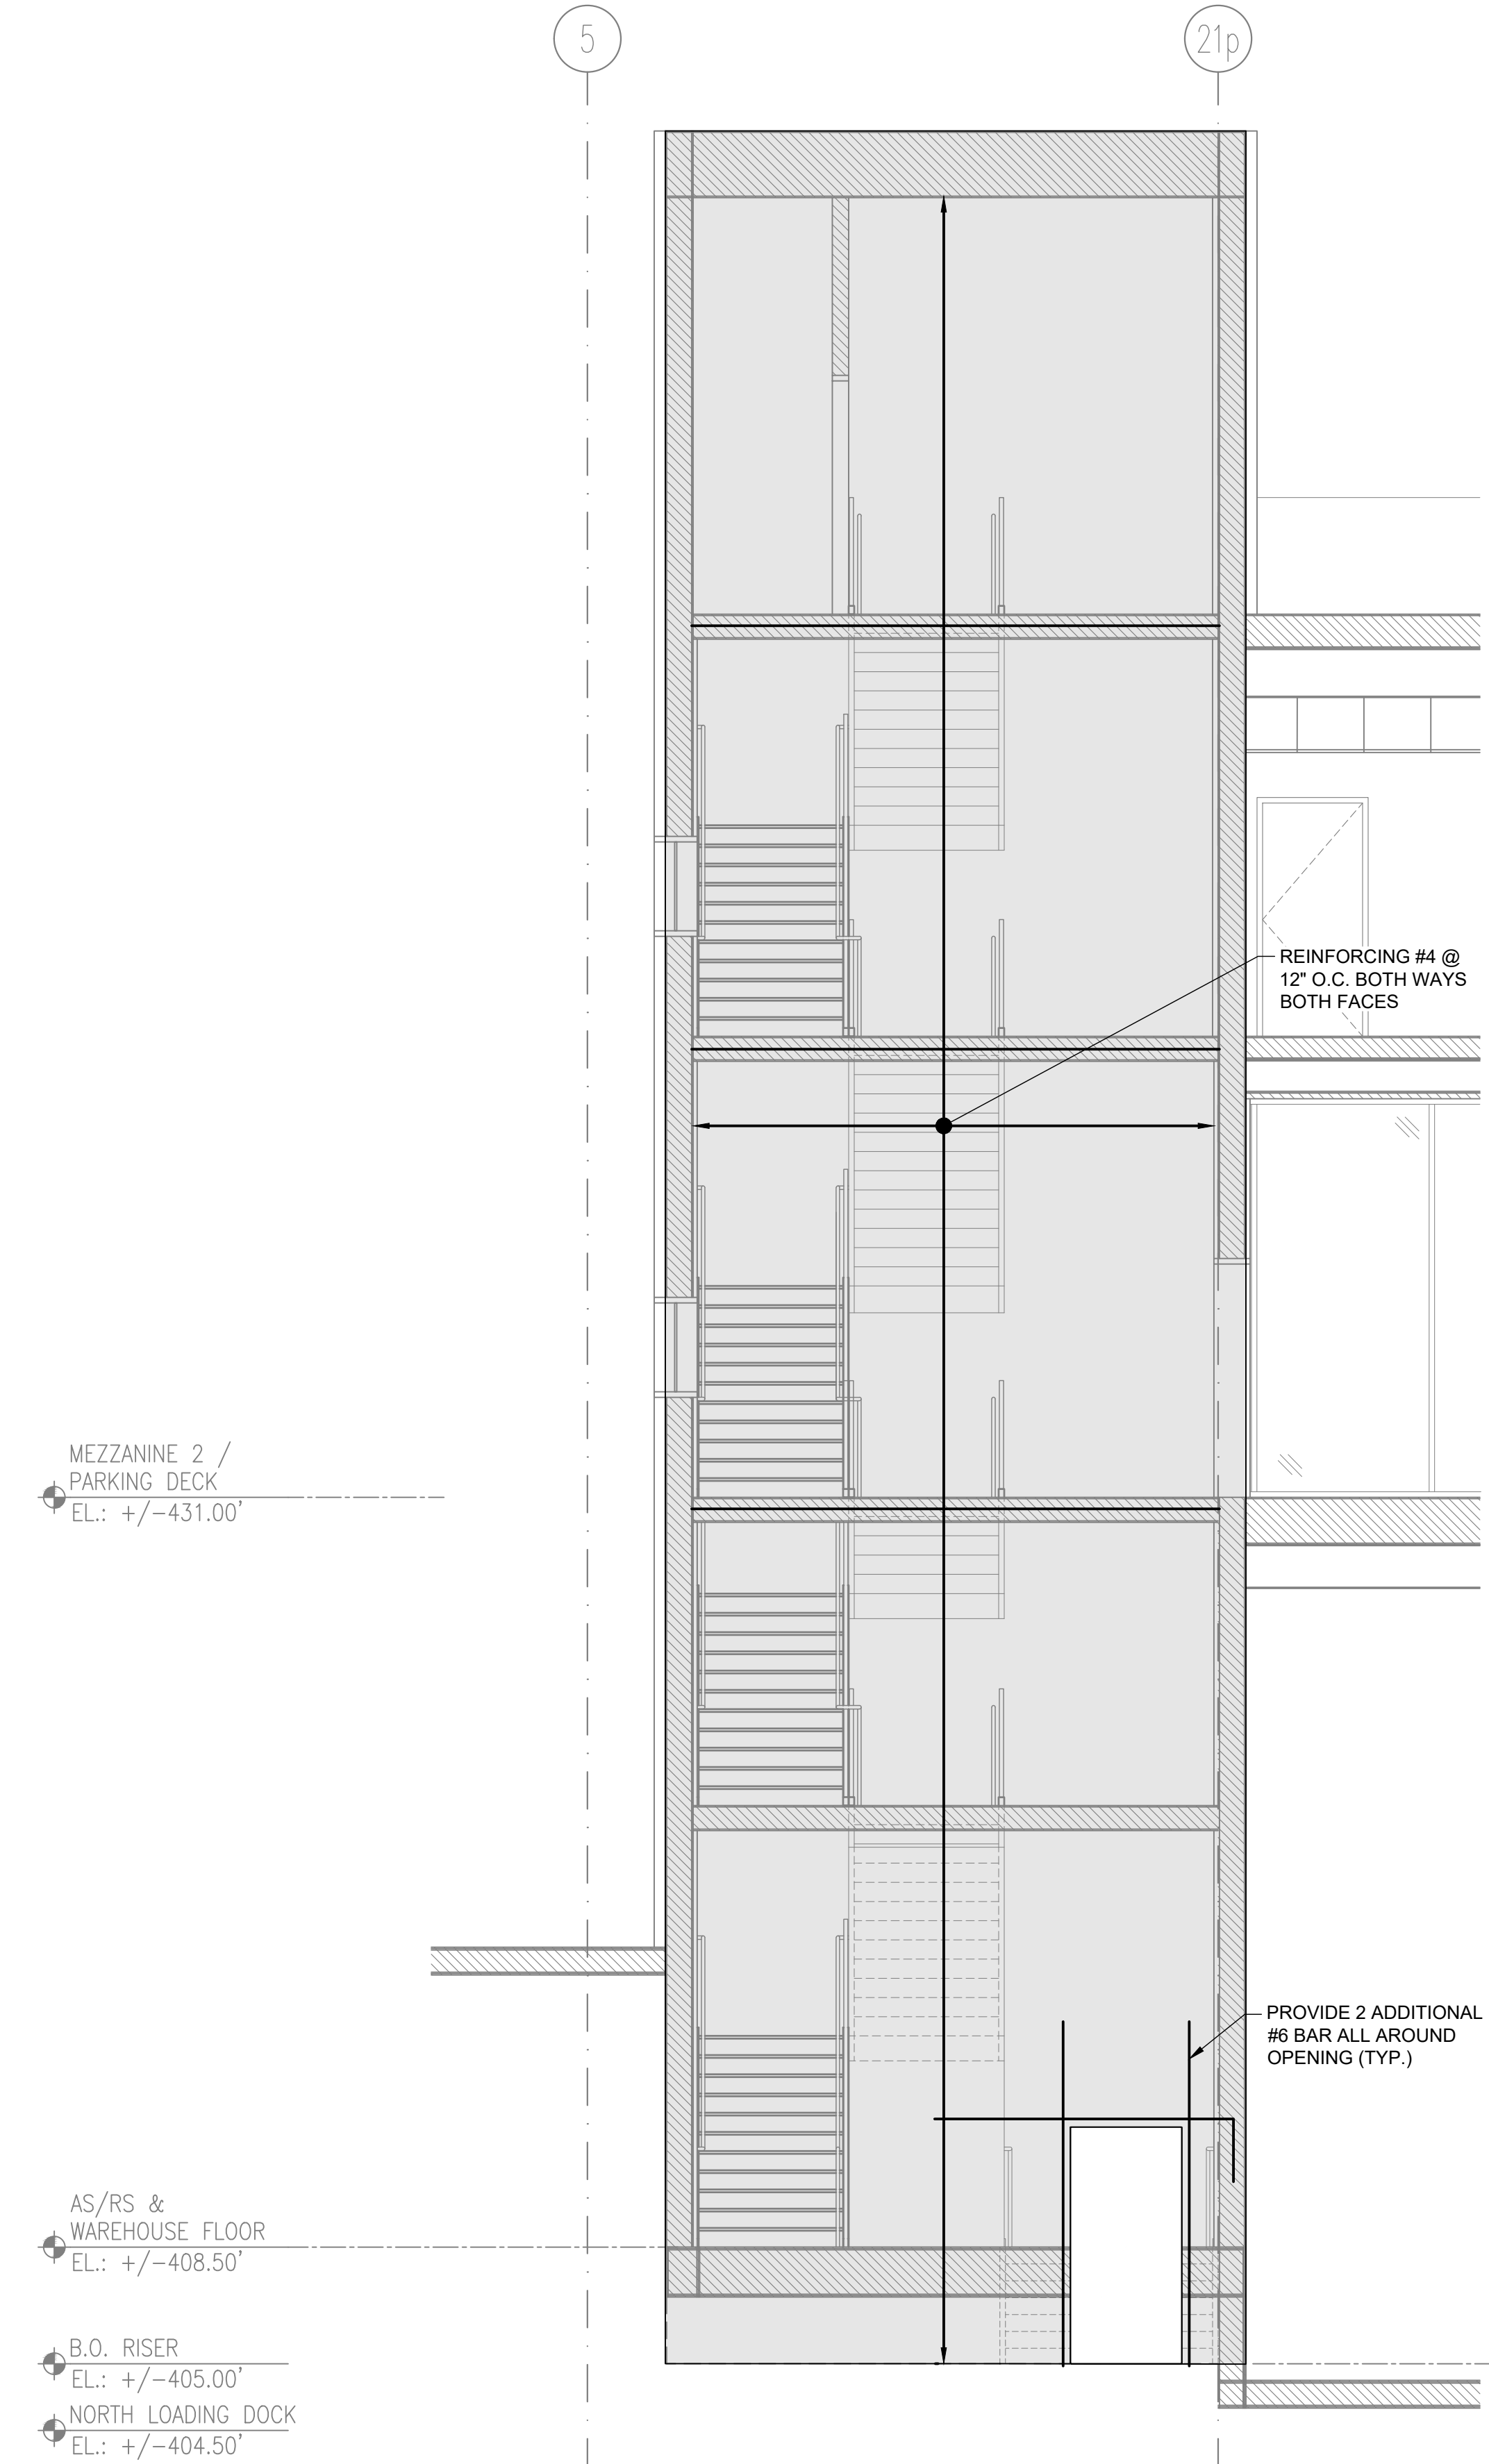 5
21p
REINFORCING #4 @
12" O.C. BOTH WAYS
BOTH FACES
MEZZANINE 2 /
PARKING DECK
EL.: +/-431.00'
PROVIDE 2 ADDITIONAL
#6 BAR ALL AROUND
OPENING (TYP.)
AS/RS &
WAREHOUSE FLOOR
EL.: +/-408.50'
B.O. RISER
EL.: +/-405.00'
NORTH LOADING DOCK
EL.: +/-404.50'